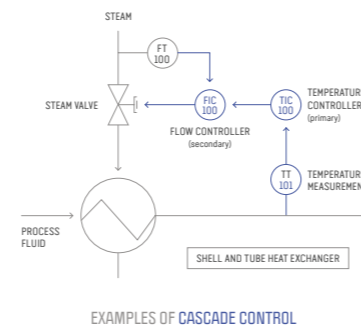 STEAM
FT
100
STEAM VALVE
FIC
100
TIC
100
TEMPERATUR
CONTROLLER
(primary)
FLOW CONTROLLER
(secondary)
TT
101
TEMPERATUR
MEASUREMEN
PROCESS
FLUID
SHELL AND TUBE HEAT EXCHANGER
EXAMPLES OF CASCADE CONTROL